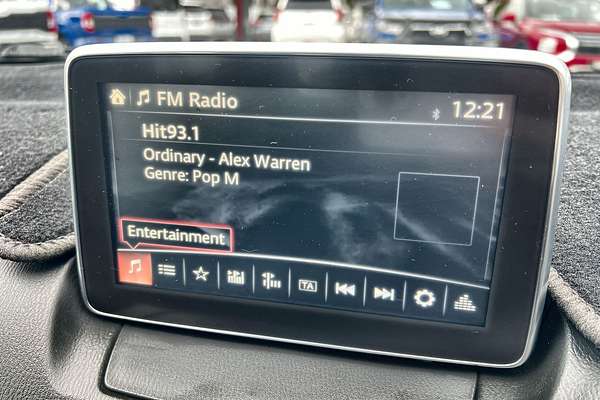 FM Radio
12:21
Hit93.1
Ordinary - Alex Warren
Genre: Pop M
Entertainment
TA